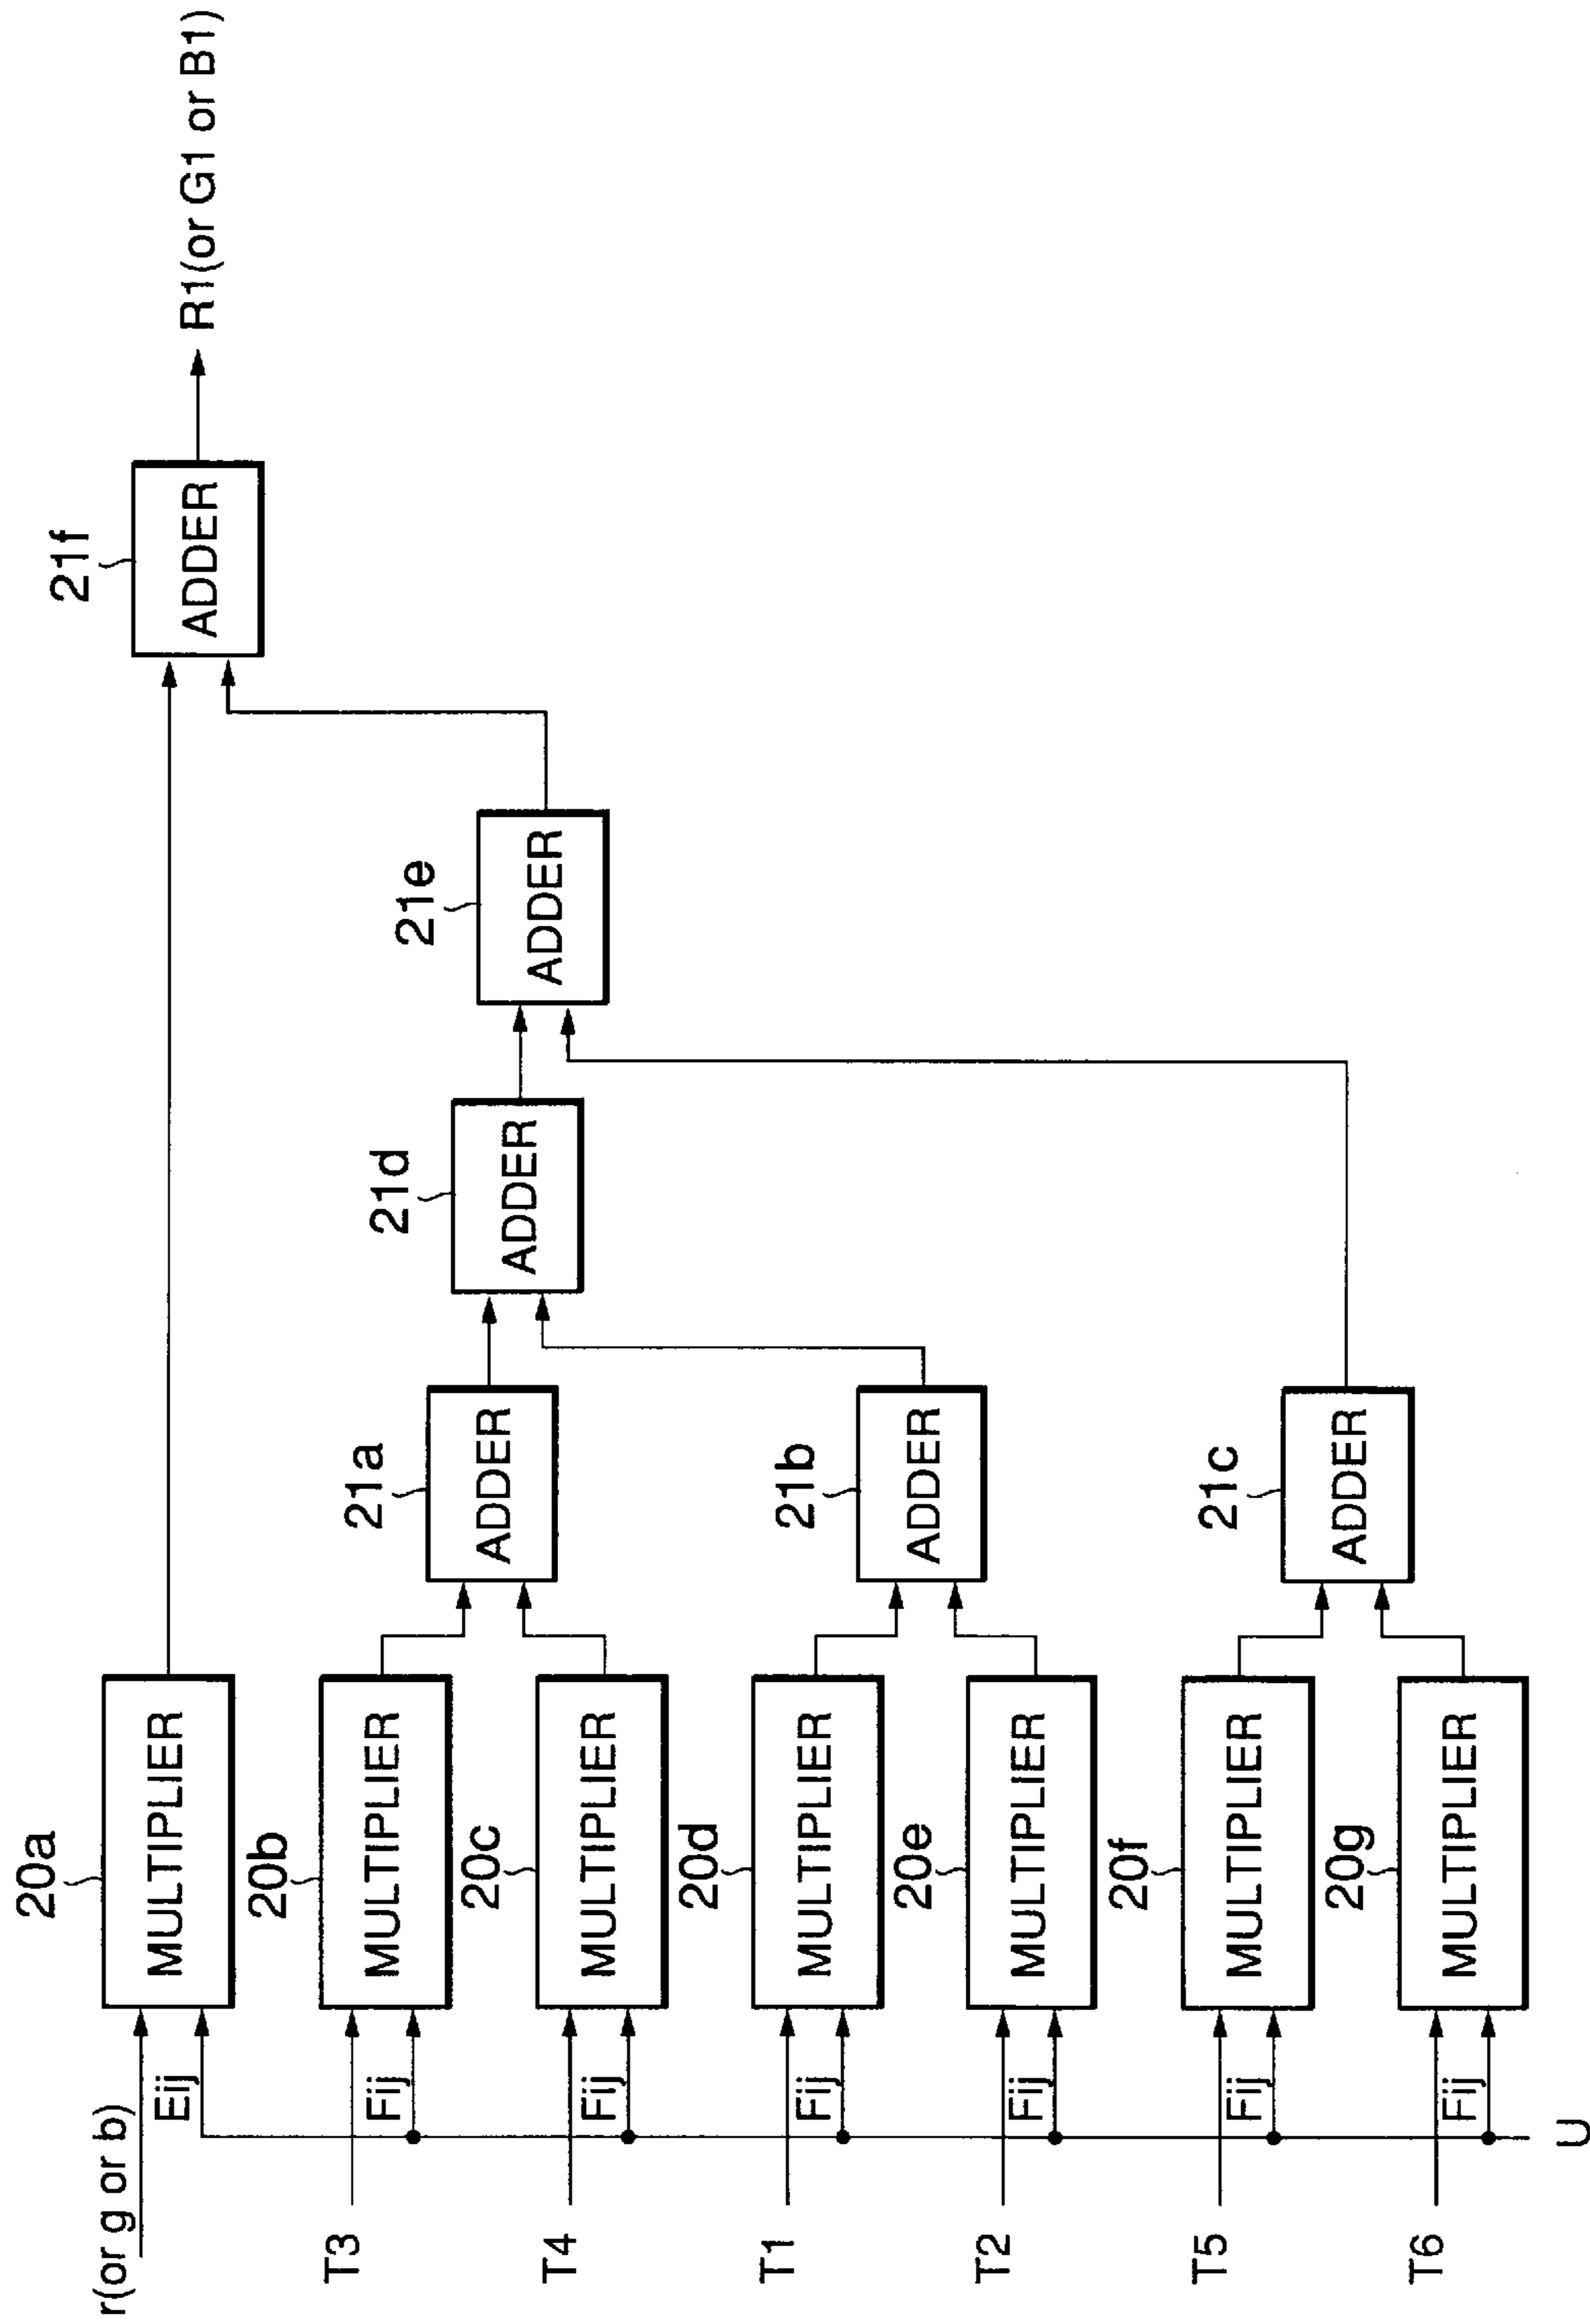 r(or g or b)
Eij
20a
MULTIPLIER
21f
ADDER
R1(or G1 or B1)
T3
Fij
20b
MULTIPLIER
T4
Fij
20c
MULTIPLIER
21a
ADDER
21d
ADDER
21e
ADDER
T1
Fij
20d
MULTIPLIER
T2
Fij
20e
MULTIPLIER
21b
ADDER
T5
Fij
20f
MULTIPLIER
T6
Fij
20g
MULTIPLIER
21c
ADDER
U